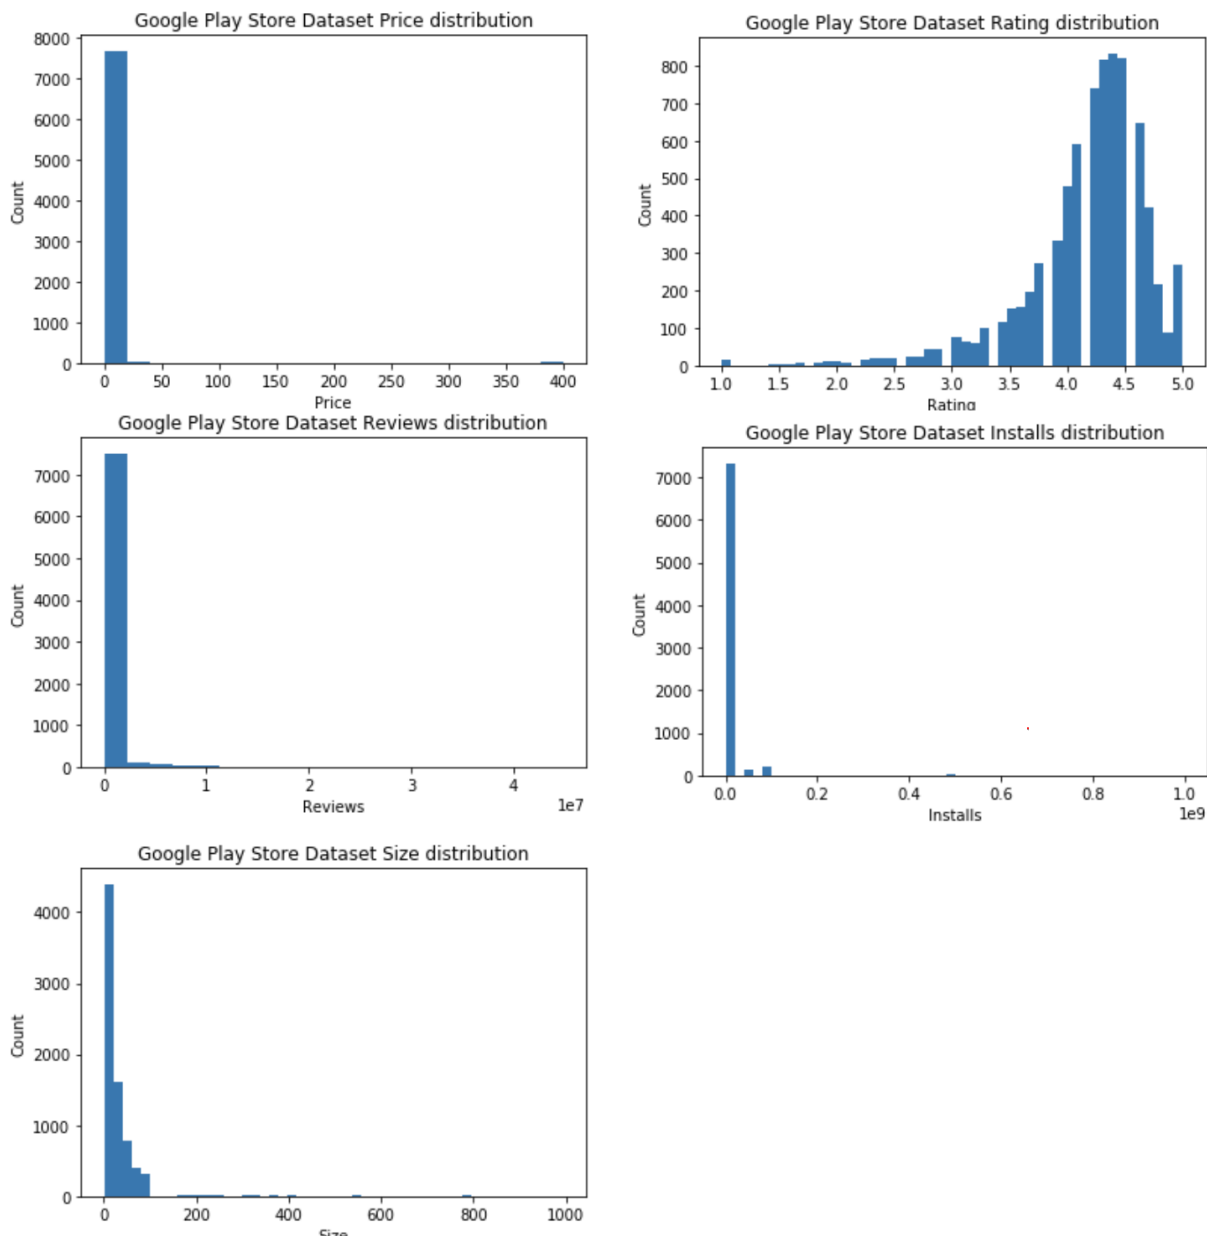 Google Play Store Dataset Price distribution
8000
7000
6000
5000
4000
3000
2000
1000
0
Count
0 50 100 150 200 250 300 350 400
Price
Google Play Store Dataset Rating distribution
800
700
600
500
400
300
200
100
0
Count
1.0 1.5 2.0 2.5 3.0 3.5 4.0 4.5 5.0
Rating
Google Play Store Dataset Reviews distribution
7000
6000
5000
4000
3000
2000
1000
0
Count
0 1 2 3 4
1e7
Reviews
Google Play Store Dataset Installs distribution
7000
6000
5000
4000
3000
2000
1000
0
Count
0.0 0.2 0.4 0.6 0.8 1.0
1e9
Installs
Google Play Store Dataset Size distribution
4000
3000
2000
1000
0
Count
0 200 400 600 800 1000
Size